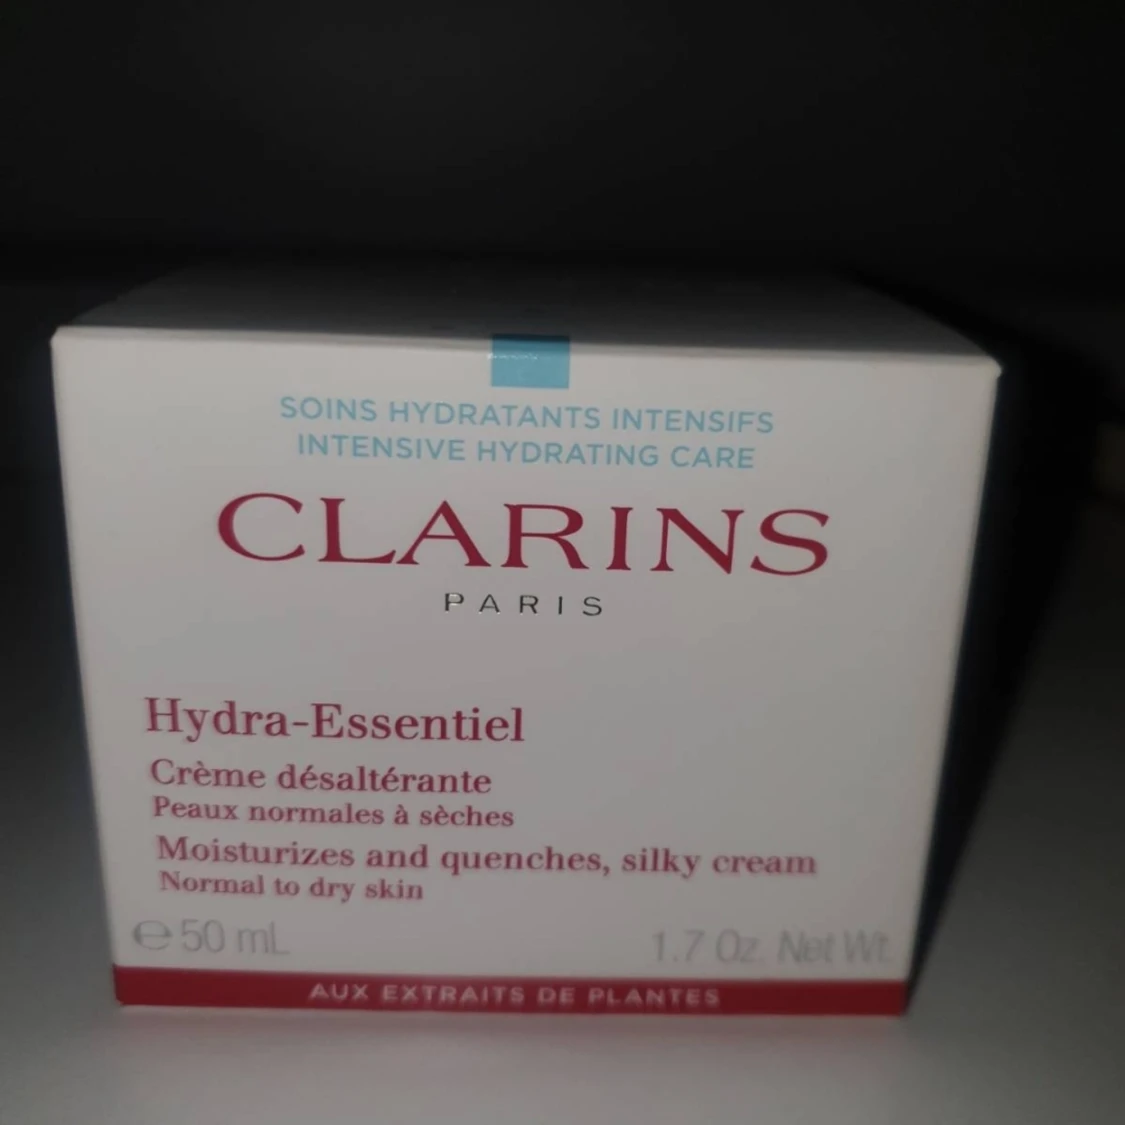 SOINS HYDRATANTS INTENSIFS
INTENSIVE HYDRATING CARE
CLARINS
PARIS
Hydra-Essentiel
Crème désaltérante
Peaux normales à sèches
Moisturizes and quenches, silky cream
Normal to dry skin
℮ 50 mL 1.7 Oz. Net Wt.
AUX EXTRAITS DE PLANTES